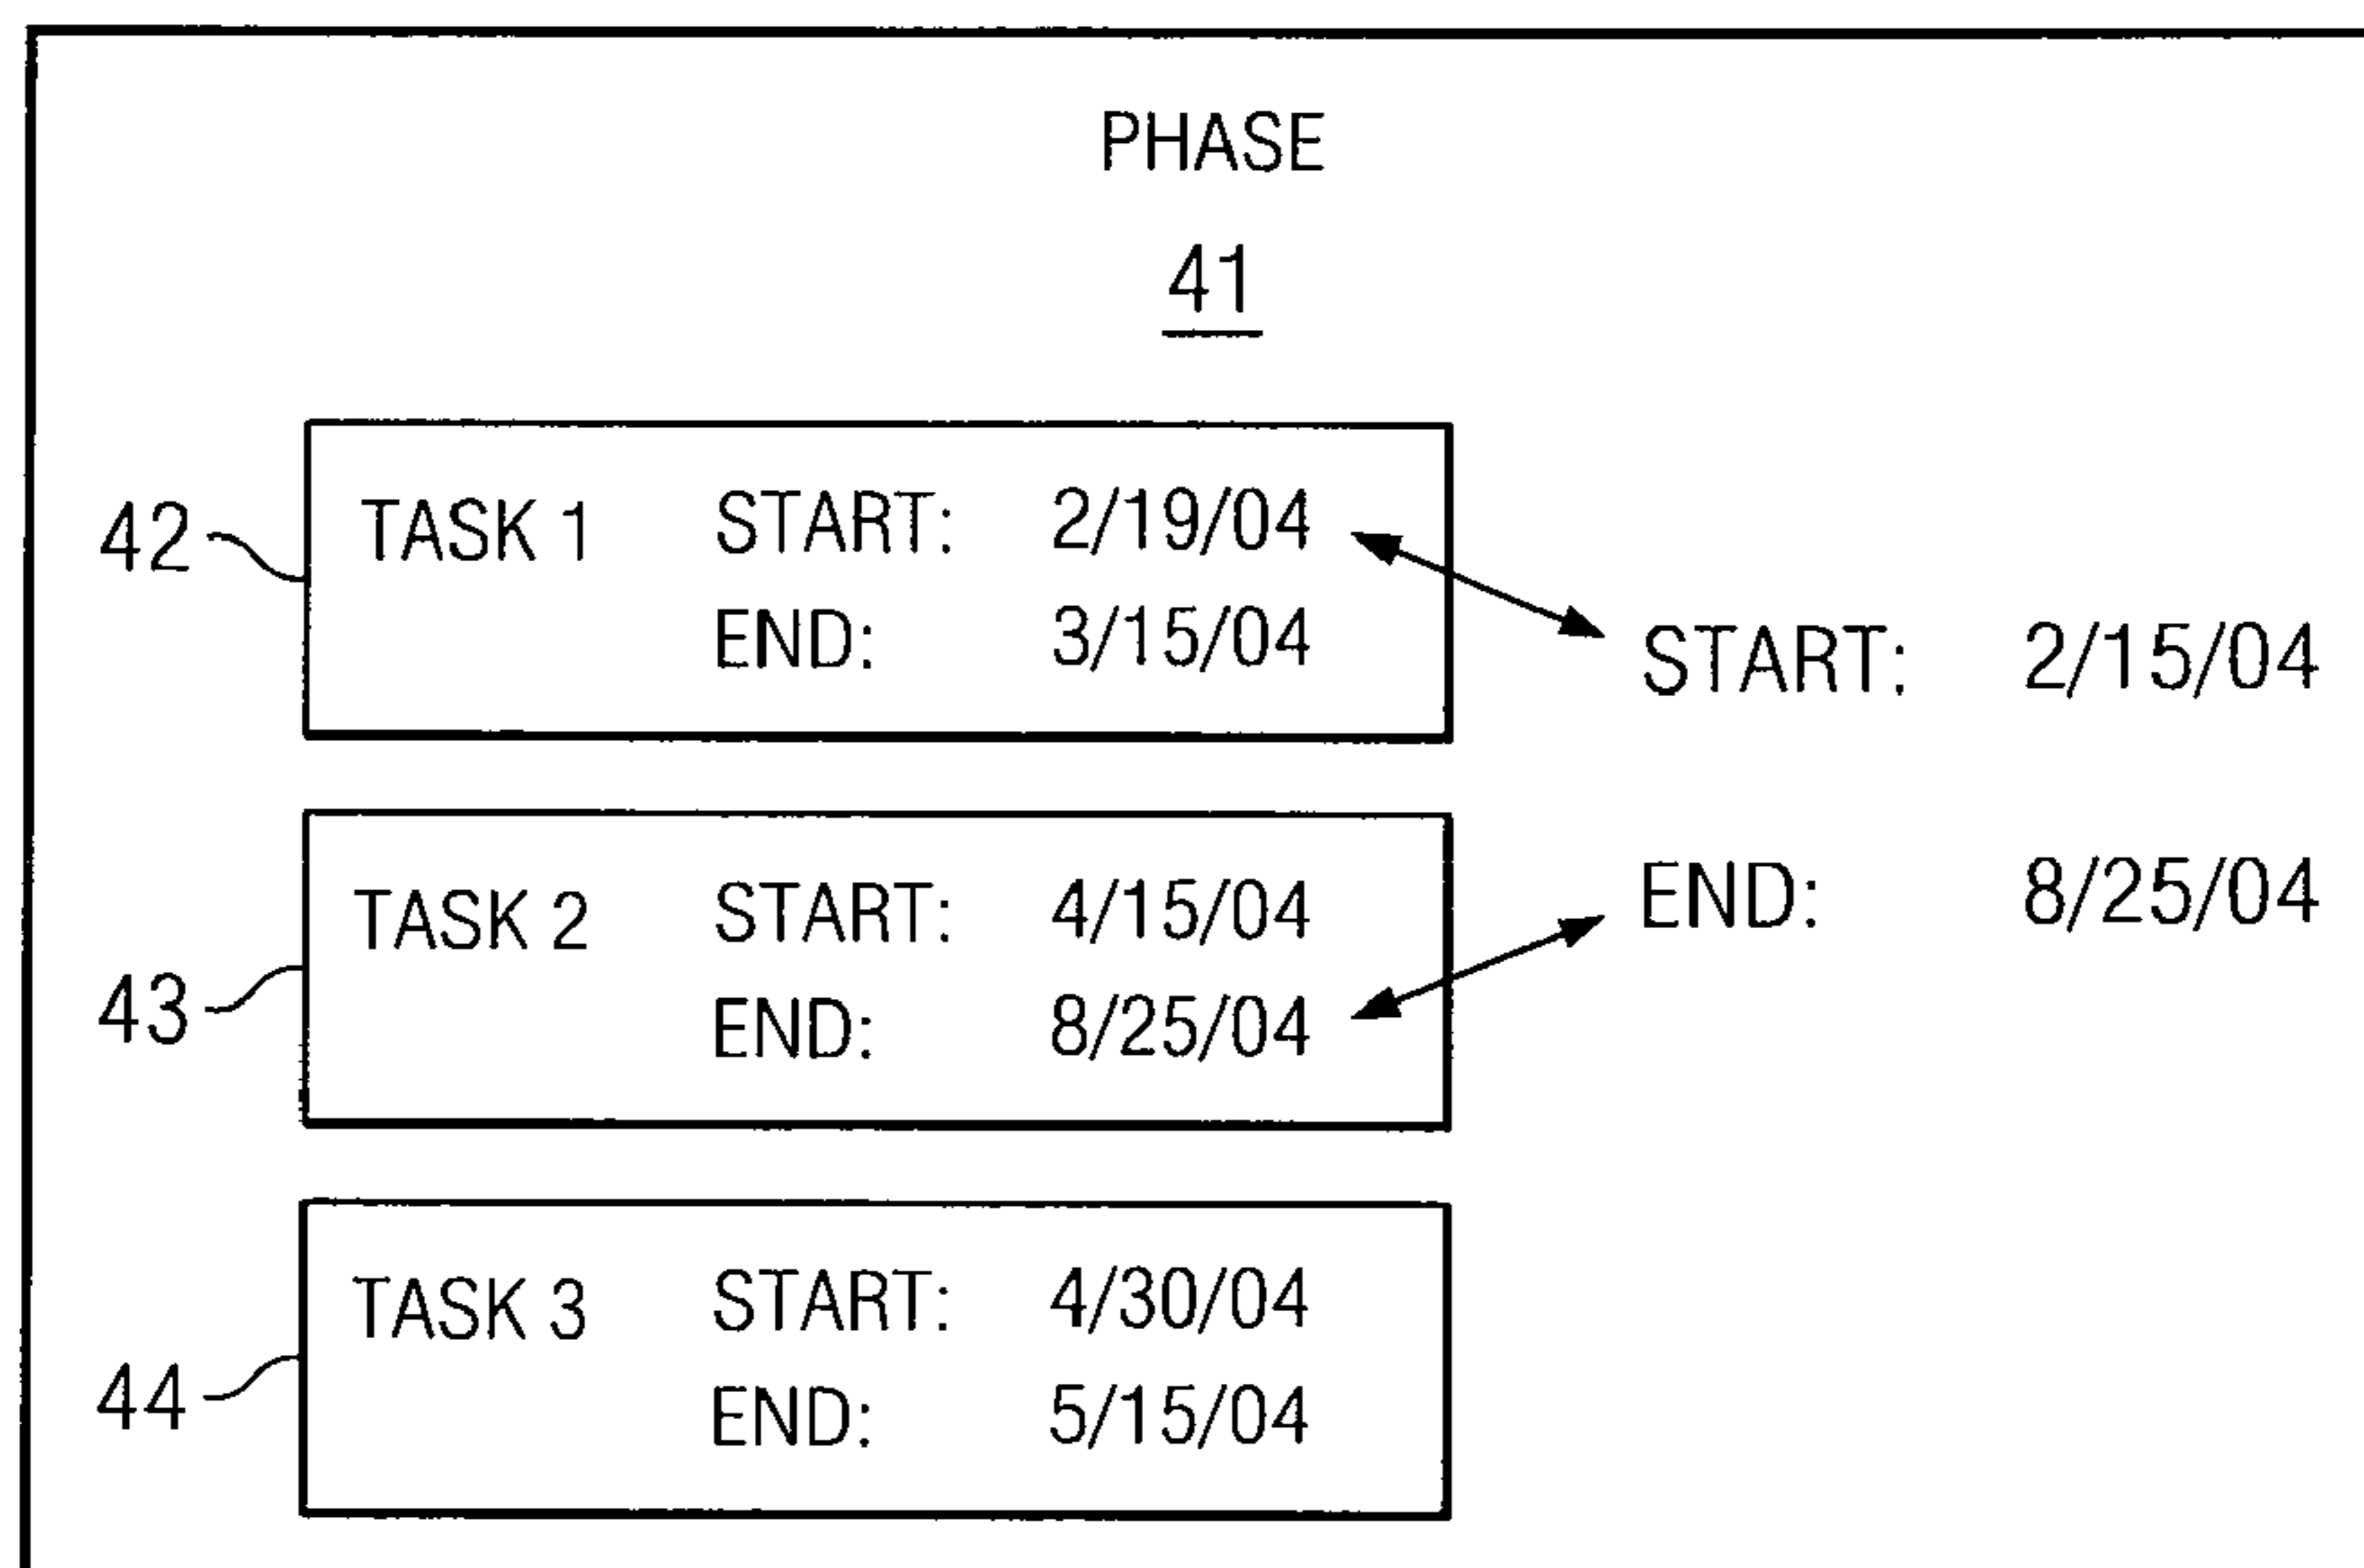 PHASE
41
42 TASK 1 START: 2/19/04
END: 3/15/04
START: 2/15/04
43 TASK 2 START: 4/15/04
END: 8/25/04
END: 8/25/04
44 TASK 3 START: 4/30/04
END: 5/15/04